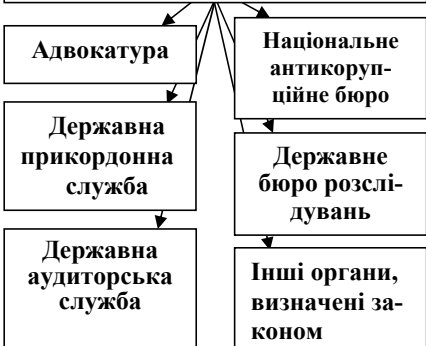 Адвокатура
Національне
антикоруп-
ційне бюро
Державна
прикордонна
служба
Державне
бюро розслі-
дувань
Державна
аудиторська
служба
Інші органи,
визначені за-
коном